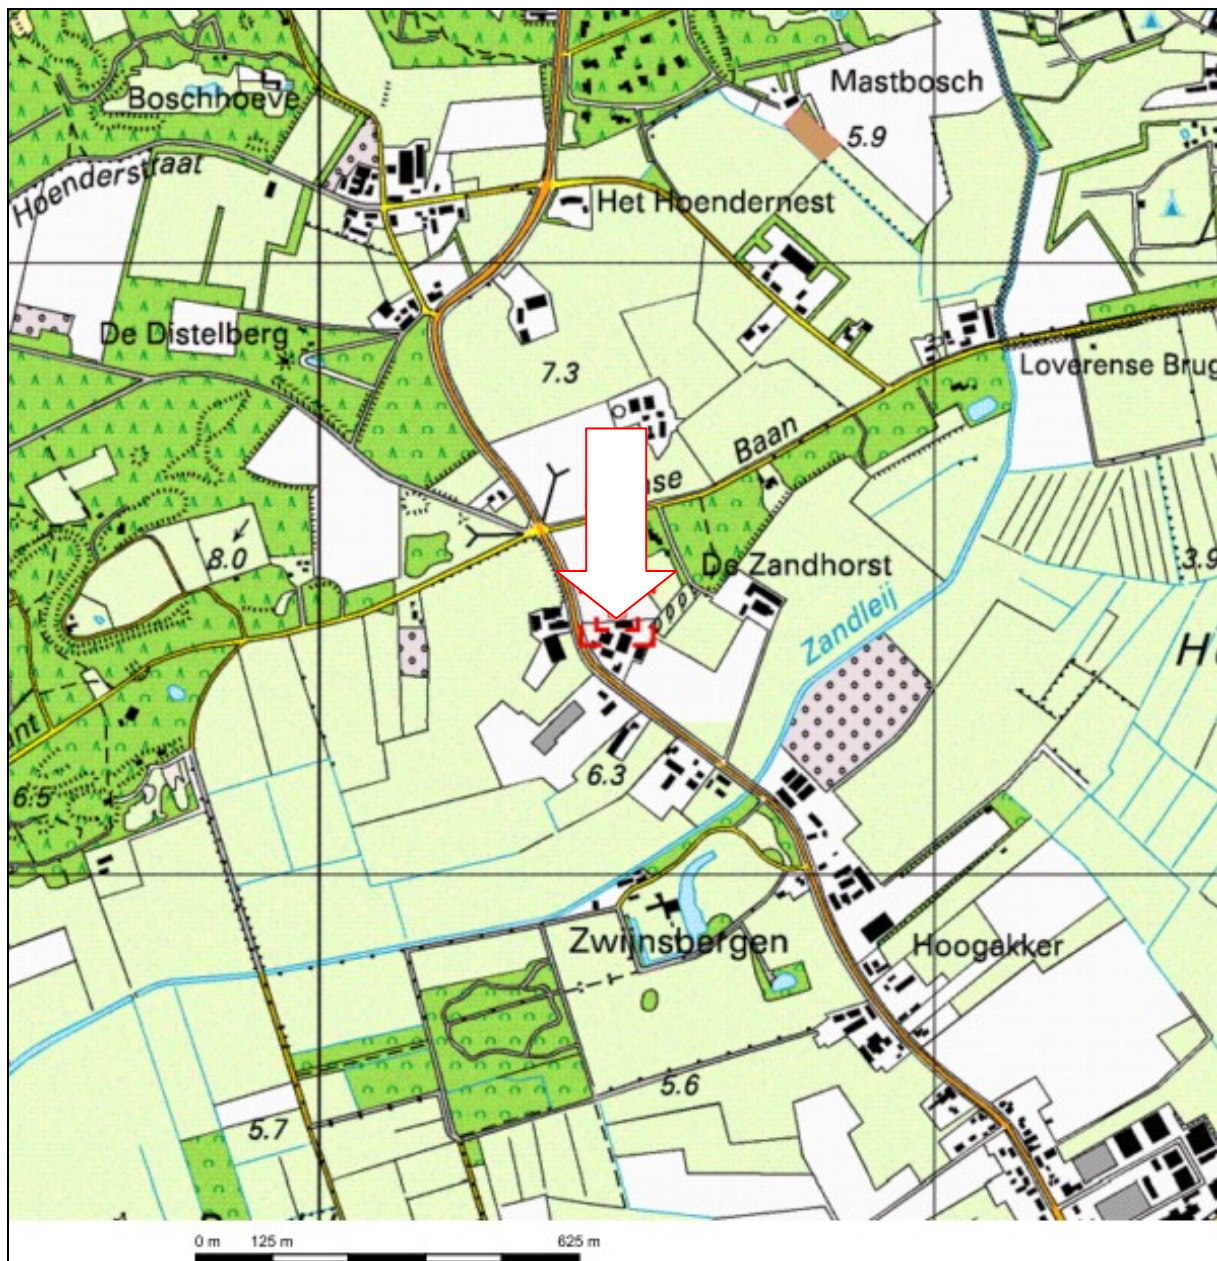 Mastbosch
Boschhoeve
5.9
Hoenderstraat
Het Hoendernest
De Distelberg
7.3
Loverense Brug
Baan
nse
8.0
De Zandhorst
3.9
Zandleij
H
6.3
6.5
Zwijnsbergen
Hoogakker
5.6
5.7
0 m 125 m 625 m